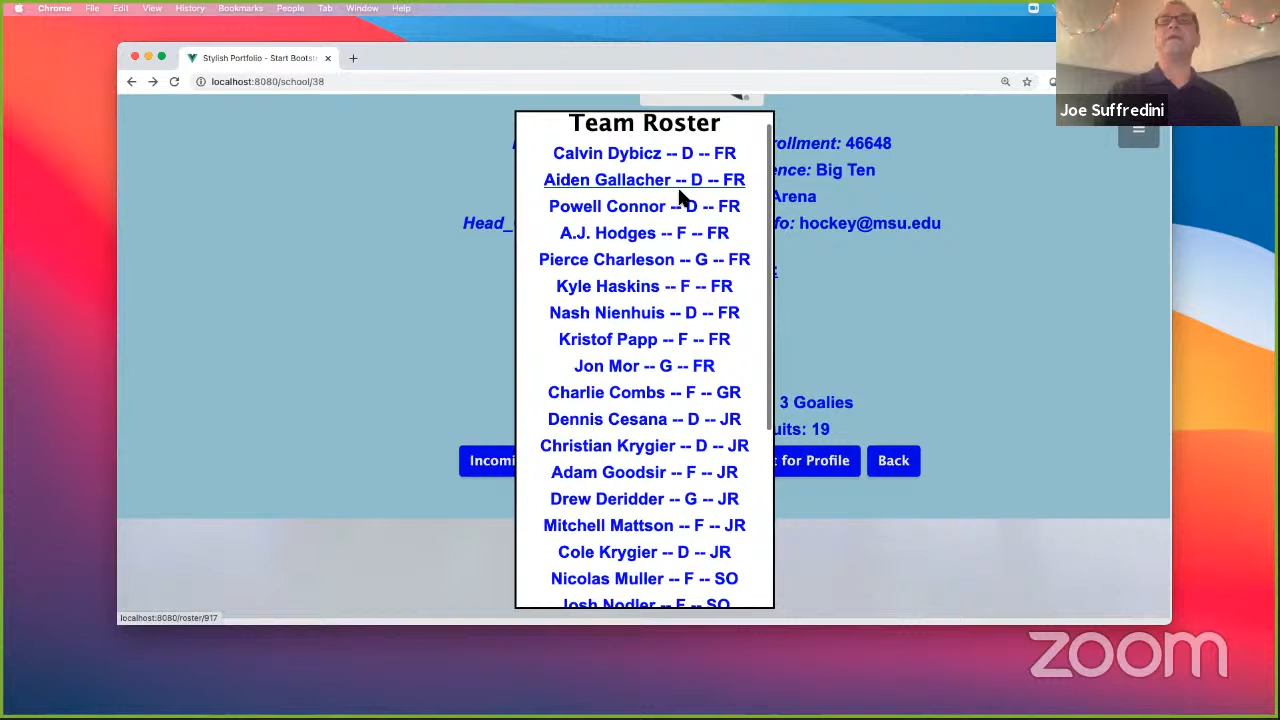 Chrome File Edit View History Bookmarks People Tab Window Help
Stylish Portfolio - Start Bootst
localhost:8080/school/38
Joe Suffredini
Team Roster
Calvin Dybicz -- D -- FR
rollment: 46648
Aiden Gallacher -- D -- FR
ence: Big Ten
Powell Connor -- D -- FR
Arena
Head_
A.J. Hodges -- F -- FR
fo: hockey@msu.edu
Pierce Charleson -- G -- FR
Kyle Haskins -- F -- FR
Nash Nienhuis -- D -- FR
Kristof Papp -- F -- FR
Jon Mor -- G -- FR
Charlie Combs -- F -- GR
3 Goalies
Dennis Cesana -- D -- JR
uits: 19
Christian Krygier -- D -- JR
Incomi
t for Profile
Back
Adam Goodsir -- F -- JR
Drew Deridder -- G -- JR
Mitchell Mattson -- F -- JR
Cole Krygier -- D -- JR
Nicolas Muller -- F -- SO
Josh Nodler -- F -- SO
localhost:8080/roster/917
zoom